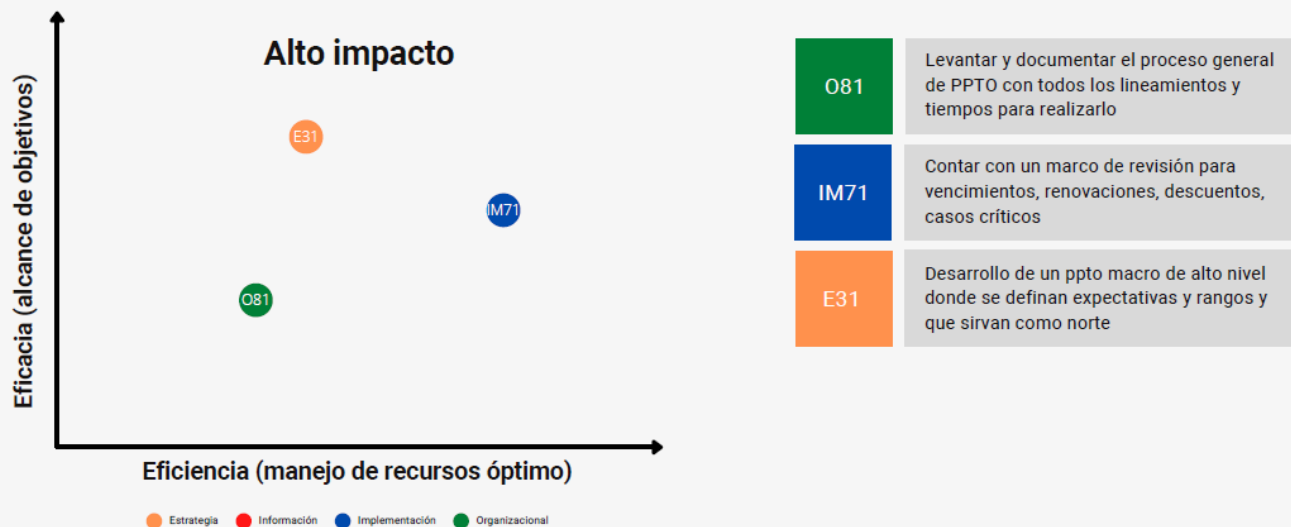 Alto impacto
Eficacia (alcance de objetivos)
E31
IM71
O81
Eficiencia (manejo de recursos óptimo)
Estrategia
Información
Implementación
Organizacional
O81
Levantar y documentar el proceso general
de PPTO con todos los lineamientos y
tiempos para realizarlo
IM71
Contar con un marco de revisión para
vencimientos, renovaciones, descuentos,
casos críticos
E31
Desarrollo de un ppto macro de alto nivel
donde se definan expectativas y rangos y
que sirvan como norte